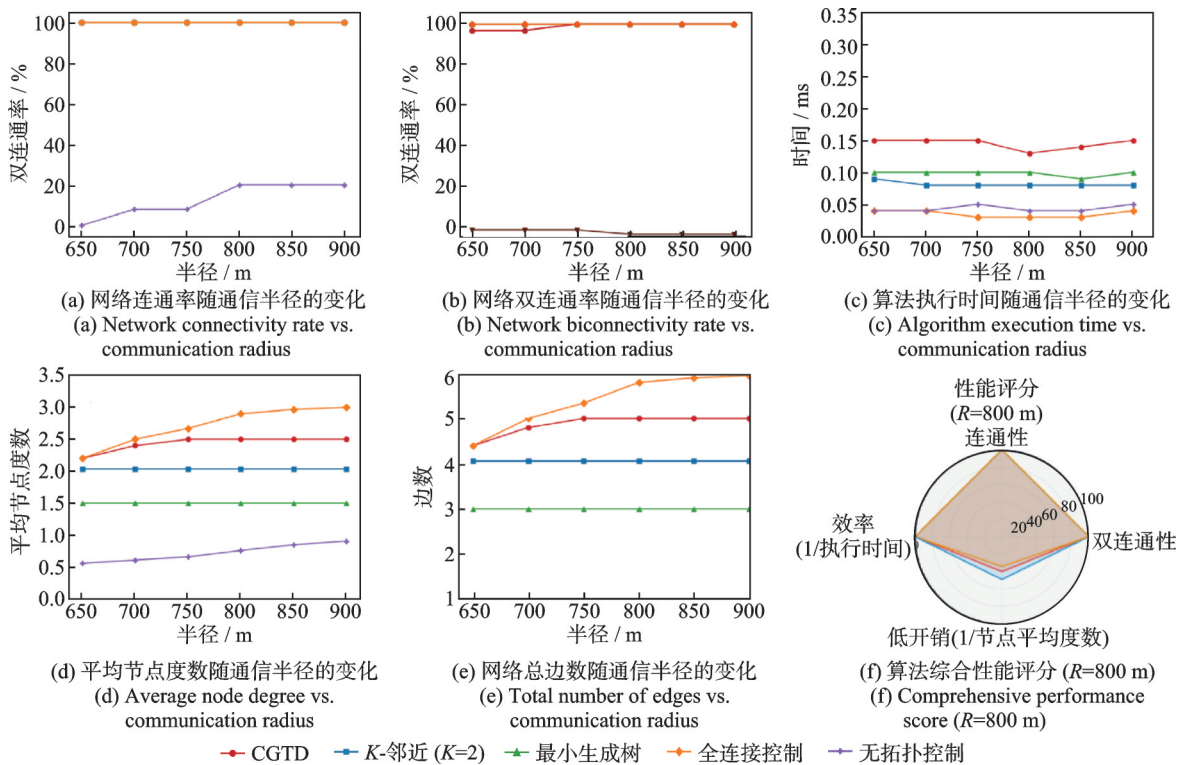 100
80
60
40
20
0
双连通率 / %
650 700 750 800 850 900
半径 / m
(a) 网络连通率随通信半径的变化
(a) Network connectivity rate vs.
communication radius
100
80
60
40
20
0
双连通率 / %
650 700 750 800 850 900
半径 / m
(b) 网络双连通率随通信半径的变化
(b) Network biconnectivity rate vs.
communication radius
0.35
0.30
0.25
0.20
0.15
0.10
0.05
0.00
时间 / ms
650 700 750 800 850 900
半径 / m
(c) 算法执行时间随通信半径的变化
(c) Algorithm execution time vs.
communication radius
3.5
3.0
2.5
2.0
1.5
1.0
0.5
0.0
平均节点度数
650 700 750 800 850 900
半径 / m
(d) 平均节点度数随通信半径的变化
(d) Average node degree vs.
communication radius
6
5
4
3
2
1
边数
650 700 750 800 850 900
半径 / m
(e) 网络总边数随通信半径的变化
(e) Total number of edges vs.
communication radius
性能评分
(R=800 m)
连通性
20 40 60 80 100
效率
(1/执行时间)
双连通性
低开销(1/节点平均度数)
(f) 算法综合性能评分 (R=800 m)
(f) Comprehensive performance
score (R=800 m)
CGTD K-邻近 (K=2) 最小生成树 全连接控制 无拓扑控制